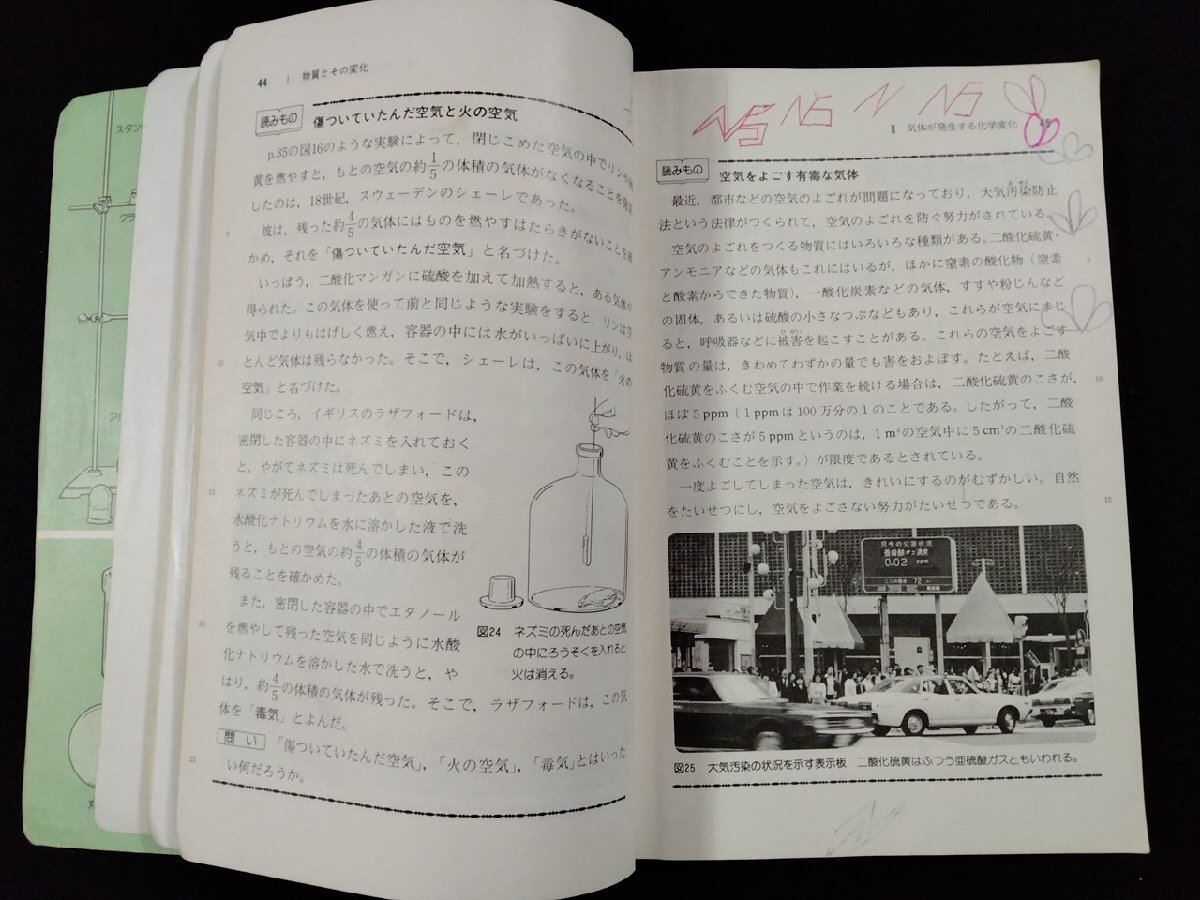 44 I 物質とその変化
読みもの 傷ついていたんだ空気と火の空気
p.35の図16のような実験によって，閉じこめた空気の中でリンや硫
黄を燃やすと，もとの空気の約4/5の体積の気体がなくなることを発見
したのは，18世紀，スウェーデンのシェーレであった。
彼は，残った約4/5の気体にはものを燃やすはたらきがないことを確
かめ，それを「傷ついていたんだ空気」と名づけた。
いっぽう，二酸化マンガンに硫酸を加えて加熱すると，ある気体が
得られた。この気体を使って前と同じような実験をすると，リンは空
気中でよりもはげしく燃え，容器の中には水がいっぱいに上がり，ほ
とんど気体は残らなかった。そこで，シェーレは，この気体を「火の
空気」と名づけた。
同じころ，イギリスのラザフォードは，
密閉した容器の中にネズミを入れておく
と，やがてネズミは死んでしまい，この
ネズミが死んでしまったあとの空気を，
水酸化ナトリウムを水に溶かした液で洗
うと，もとの空気の約4/5の体積の気体が
残ることを確かめた。
また，密閉した容器の中でエタノール
を燃やして残った空気を同じように水酸
化ナトリウムを溶かした水で洗うと，や
はり，約4/5の体積の気体が残った。そこで，ラザフォードは，この気
体を「毒気」とよんだ。
問い 「傷ついていたんだ空気」，「火の空気」，「毒気」とはいった
い何だろうか。
5
10
15
20
25
図24 ネズミの死んだあとの空気
の中にろうそくを入れると
火は消える。
スタン
クラ
NS NS N NS
I 気体が発生する化学変化 45
読みもの 空気をよごす有毒な気体
最近，都市などの空気のよごれが問題になっており，大気汚染防止
法という法律がつくられて，空気のよごれを防ぐ努力がされている。
空気のよごれをつくる物質にはいろいろな種類がある。二酸化硫黄・
アンモニアなどの気体もこれにはいるが，ほかに窒素の酸化物（窒素
と酸素からできた物質），一酸化炭素などの気体，すすや粉じんなど
の固体，あるいは硫酸の小さなつぶなどもあり，これらが空気にまじ
ると，呼吸器などに被害を起こすことがある。これらの空気をよごす
物質の量は，きわめてわずかの量でも害をおよぼす。たとえば，二酸
化硫黄をふくむ空気の中で作業を続ける場合は，二酸化硫黄のこさが，
ほぼ5 ppm（1 ppmは100万分の1のことである。したがって，二酸
化硫黄のこさが5 ppmというのは，1 m³の空気中に5 cm³の二酸化硫
黄をふくむことを示す。）が限度であるとされている。
一度よごしてしまった空気は，きれいにするのがむずかしい。自然
をたいせつにし，空気をよごさない努力がたいせつである。
5
10
15
現今の公害状況
亜硫酸ガス濃度
0.02 ppm
ここの騒音 72
図25 大気汚染の状況を示す表示板 二酸化硫黄はふつう亜硫酸ガスともいわれる。